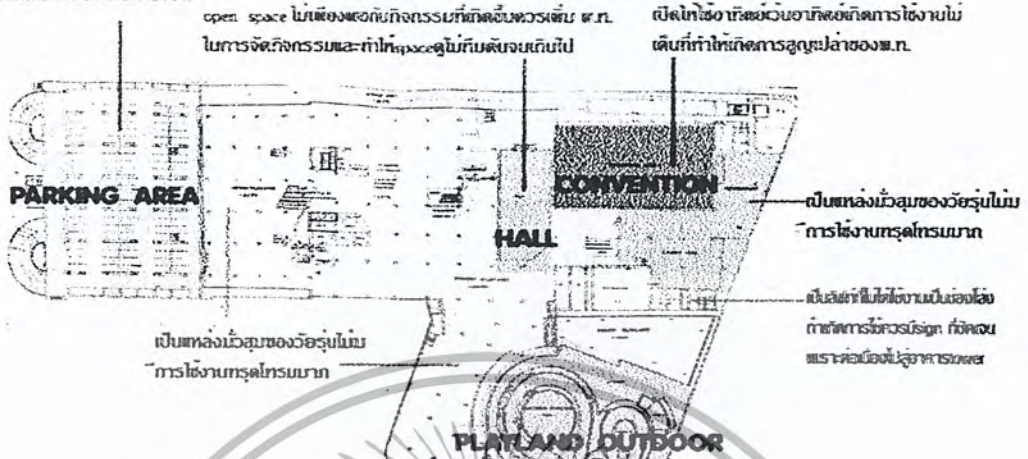 open space ไม่เพียงพอกับกิจกรรมที่เกิดขึ้นควรเพิ่ม พ.ท.
ในการจัดกิจกรรมและทำให้spaceดูไม่ทึบตันจนเกินไป
เปิดให้ใช้อาทิตย์เว้นอาทิตย์เกิดการใช้งานไม่
เต็มที่ทำให้เกิดการสูญเปล่าของพ.ท.
PARKING AREA
CONVENTION
HALL
เป็นแหล่งมั่วสุมของวัยรุ่นไม่ม
การใช้งานทรุดโทรมมาก
เป็นลิฟท์ที่ไม่ได้ใช้งานเป็นช่องโล่ง
ถ้าเกิดการใช้ควรมีsign ที่ชัดเจน
เพราะต่อเนื่องไปสู่อาคารtower
เป็นแหล่งมั่วสุมของวัยรุ่นไม่ม
การใช้งานทรุดโทรมมาก
PLAYLAND OUTDOOR